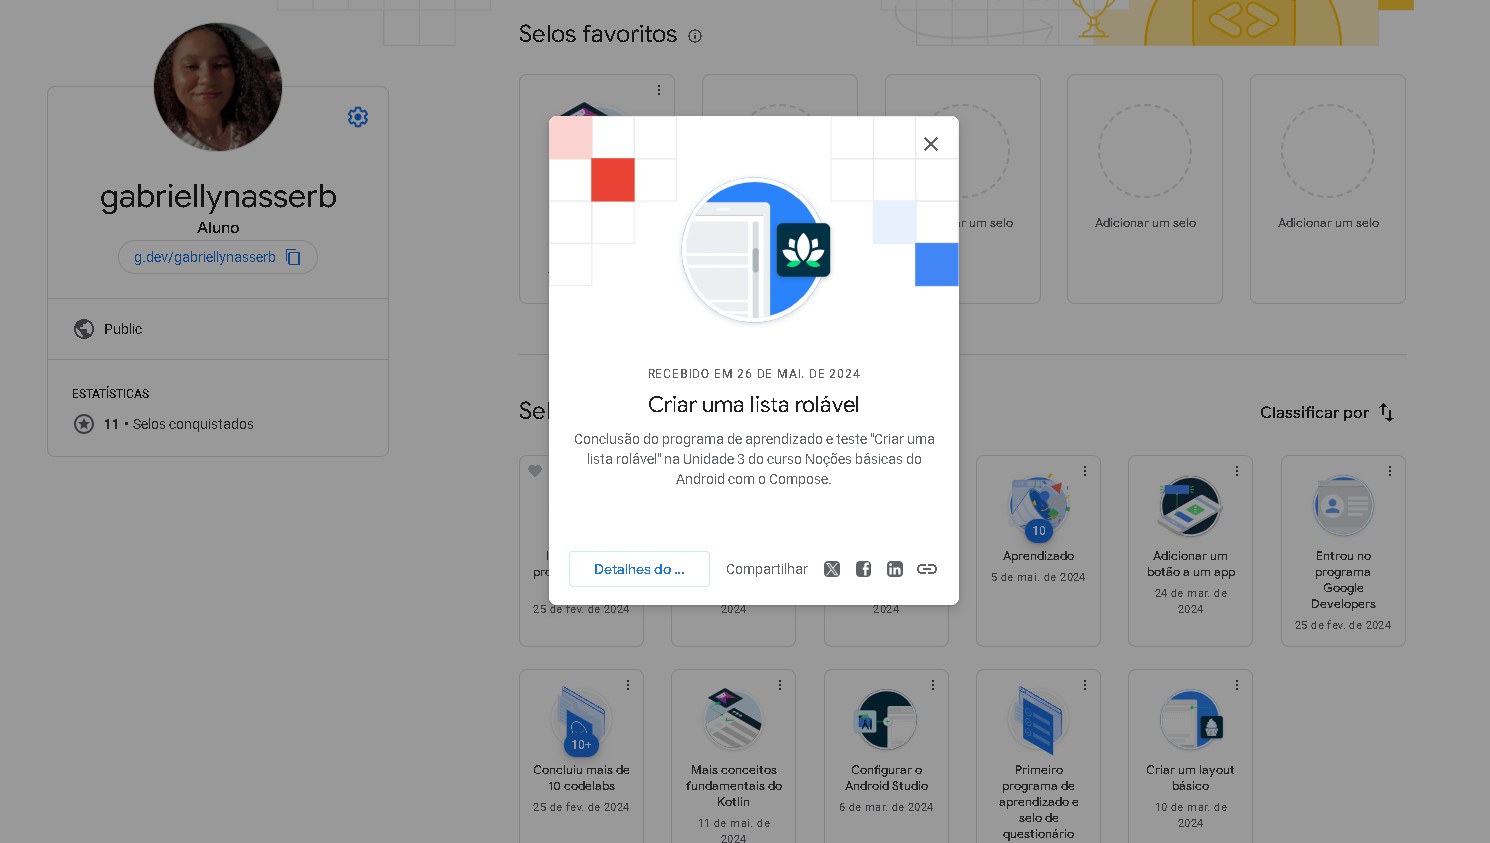 Selos favoritos
gabriellynasserb
Aluno
g.dev/gabriellynasserb
Public
ESTATÍSTICAS
11 • Selos conquistados
r um selo
Adicionar um selo
Adicionar um selo
RECEBIDO EM 26 DE MAI. DE 2024
Criar uma lista rolável
Conclusão do programa de aprendizado e teste "Criar uma
lista rolável" na Unidade 3 do curso Noções básicas do
Android com o Compose.
Detalhes do ...
Compartilhar
Sel
Classificar por
25 de fev. de 2024
2024
2024
10
Aprendizado
5 de mai. de 2024
Adicionar um
botão a um app
24 de mar. de
2024
Entrou no
programa
Google
Developers
25 de fev. de 2024
10+
Concluiu mais de
10 codelabs
25 de fev. de 2024
Mais conceitos
fundamentais do
Kotlin
11 de mai. de
2024
Configurar o
Android Studio
6 de mar. de 2024
Primeiro
programa de
aprendizado e
selo de
questionário
Criar um layout
básico
10 de mar. de
2024